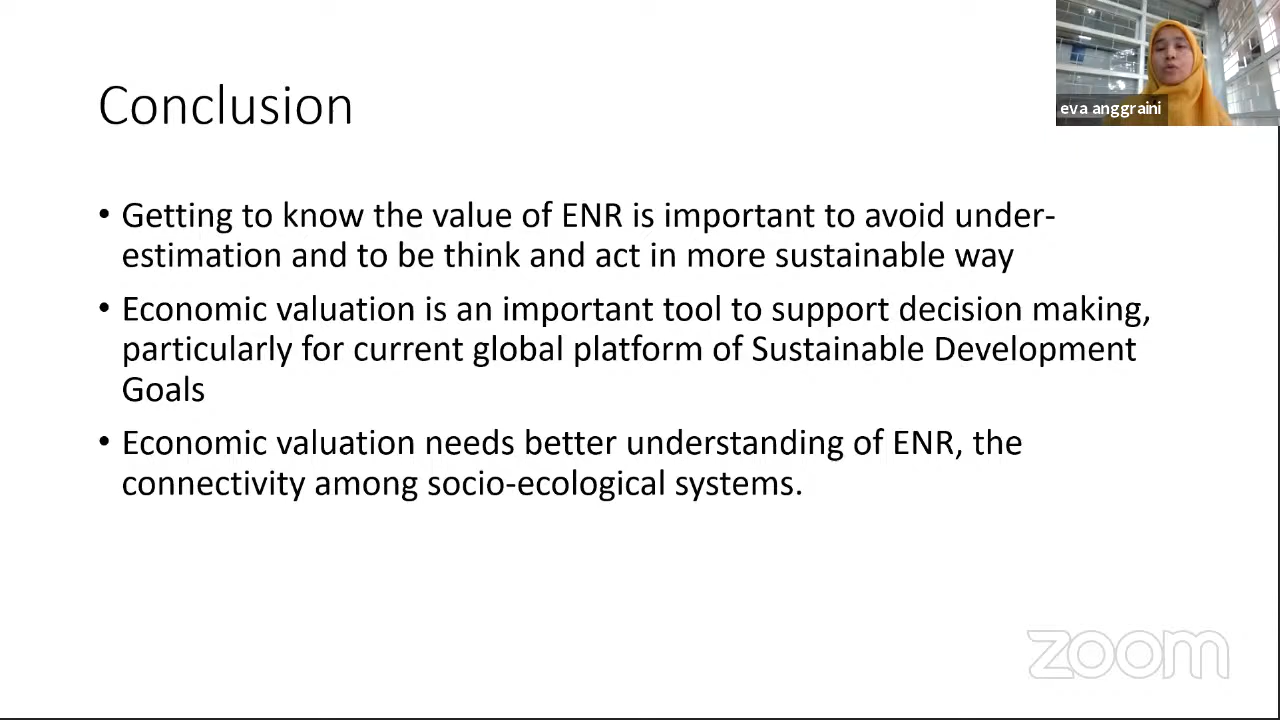 Conclusion
eva anggraini
• Getting to know the value of ENR is important to avoid under-
estimation and to be think and act in more sustainable way
• Economic valuation is an important tool to support decision making,
particularly for current global platform of Sustainable Development
Goals
• Economic valuation needs better understanding of ENR, the
connectivity among socio-ecological systems.
zoom